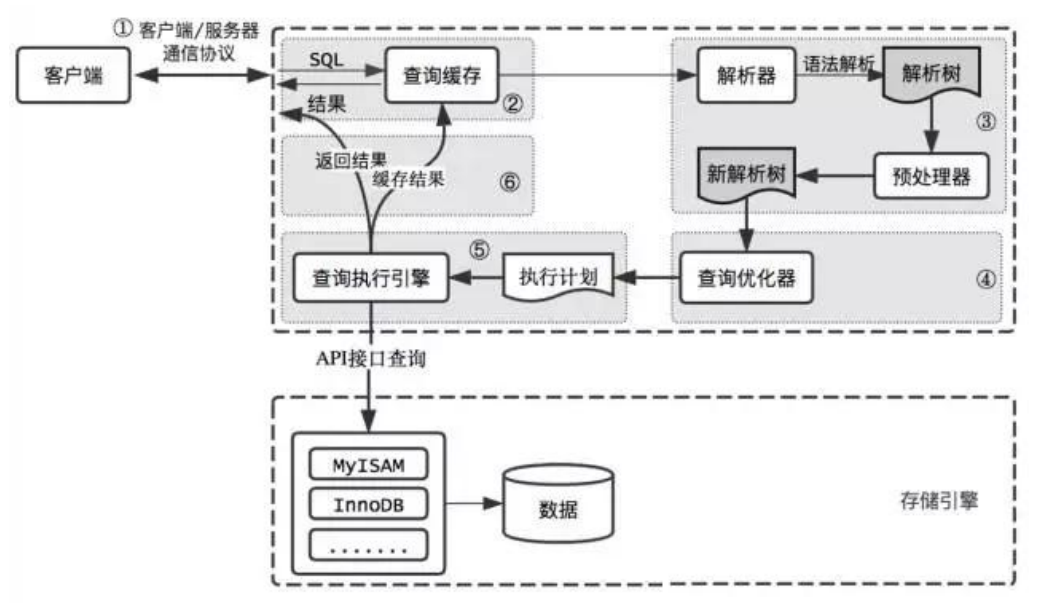 ① 客户端/服务器
通信协议
客户端
SQL
查询缓存
②
结果
解析器
语法解析
解析树
③
返回结果
缓存结果
⑥
新解析树
预处理器
⑤
查询执行引擎
执行计划
查询优化器
④
API接口查询
MyISAM
InnoDB
.......
数据
存储引擎